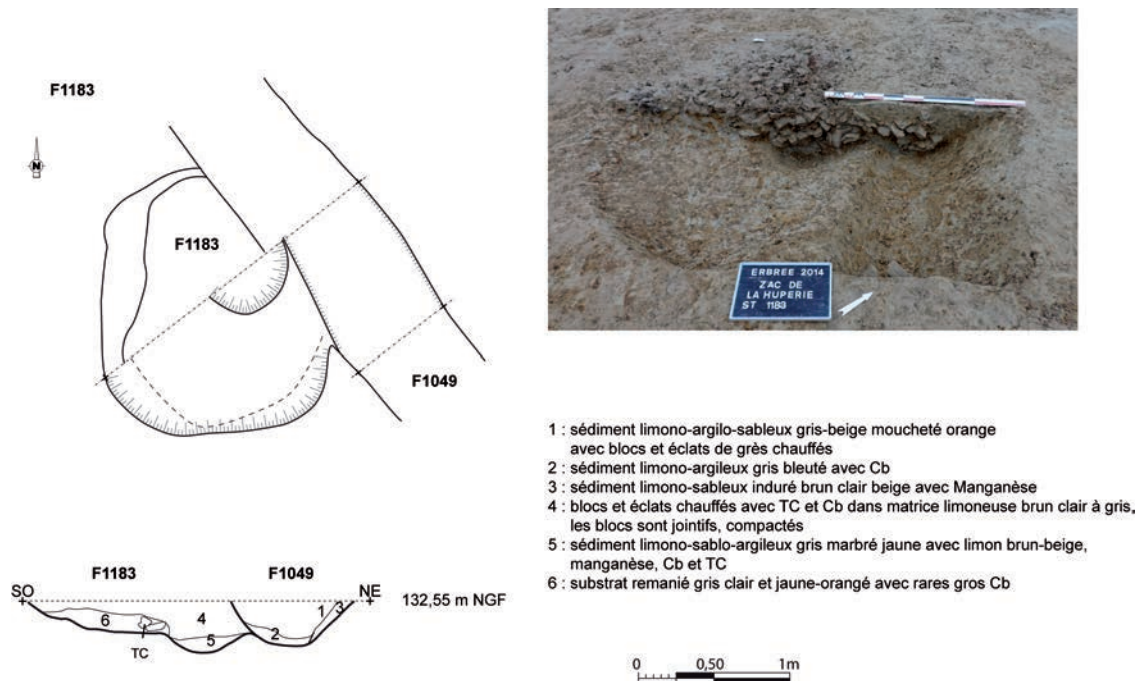 F1183
N
F1183
F1049
ERBREE 2014
ZAC DE
LA HUPERIE
ST 1183
1 : sédiment limono-argilo-sableux gris-beige moucheté orange
avec blocs et éclats de grès chauffés
2 : sédiment limono-argileux gris bleuté avec Cb
3 : sédiment limono-sableux induré brun clair beige avec Manganèse
4 : blocs et éclats chauffés avec TC et Cb dans matrice limoneuse brun clair à gris,
les blocs sont jointifs, compactés
5 : sédiment limono-sablo-argileux gris marbré jaune avec limon brun-beige,
manganèse, Cb et TC
6 : substrat remanié gris clair et jaune-orangé avec rares gros Cb
F1183 F1049
SO NE 132,55 m NGF
6 4 5 2 1 3
TC
0 0,50 1m